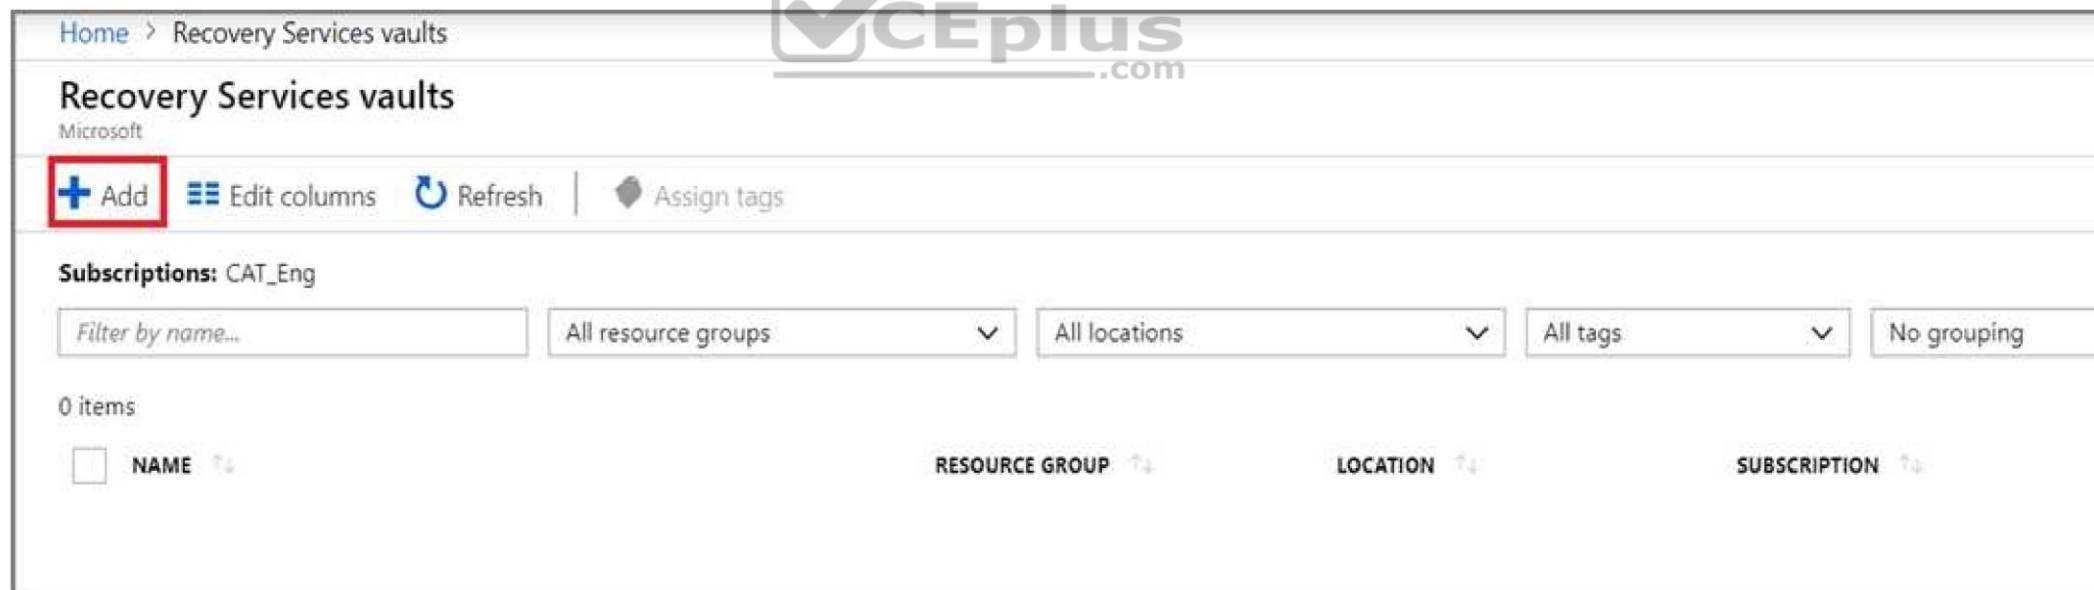 CEplus
.com
Home > Recovery Services vaults
Recovery Services vaults
Microsoft
Add Edit columns Refresh Assign tags
Subscriptions: CAT_Eng
Filter by name... All resource groups All locations All tags No grouping
0 items
NAME RESOURCE GROUP LOCATION SUBSCRIPTION